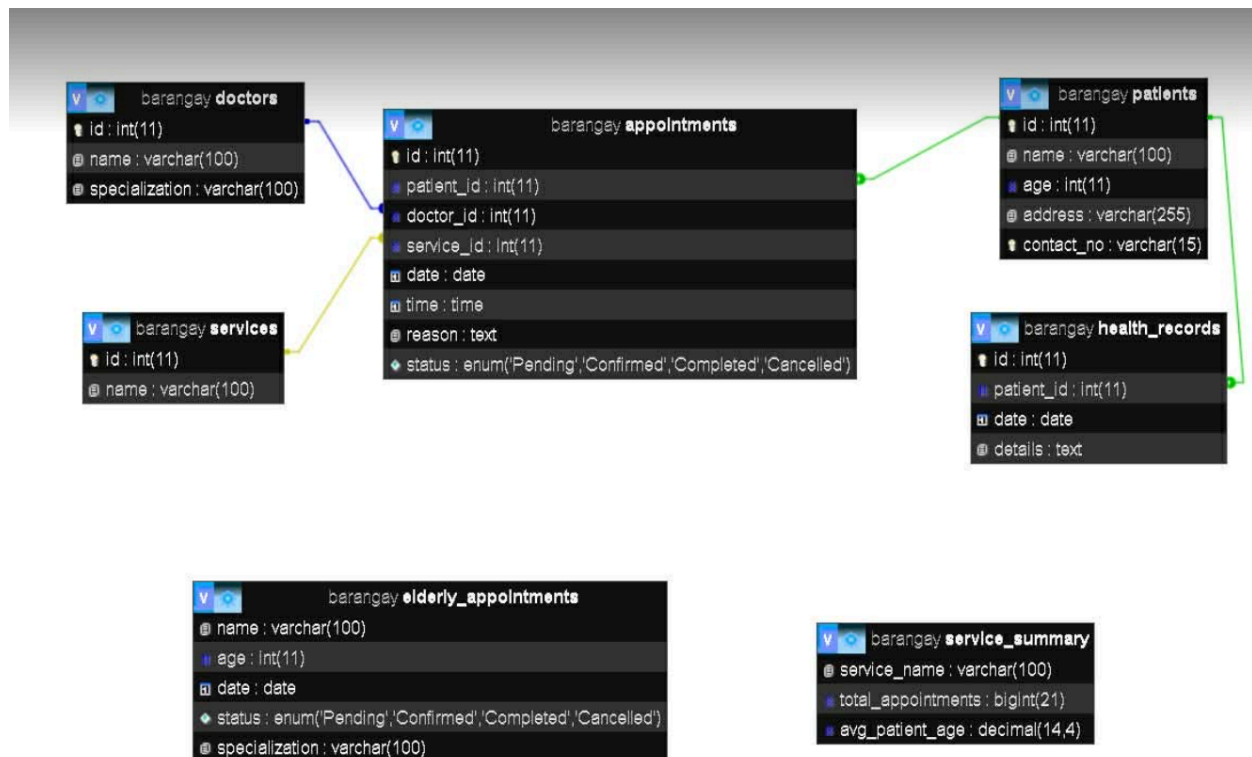 V barangay doctors
id : int(11)
name : varchar(100)
specialization : varchar(100)
V barangay appointments
id : int(11)
patient_id : int(11)
doctor_id : int(11)
service_id : int(11)
date : date
time : time
reason : text
status : enum('Pending','Confirmed','Completed','Cancelled')
V barangay patients
id : int(11)
name : varchar(100)
age : int(11)
address : varchar(255)
contact_no : varchar(15)
V barangay services
id : int(11)
name : varchar(100)
V barangay health_records
id : int(11)
patient_id : int(11)
date : date
details : text
V barangay elderly_appointments
name : varchar(100)
age : int(11)
date : date
status : enum('Pending','Confirmed','Completed','Cancelled')
specialization : varchar(100)
V barangay service_summary
service_name : varchar(100)
total_appointments : bigint(21)
avg_patient_age : decimal(14,4)